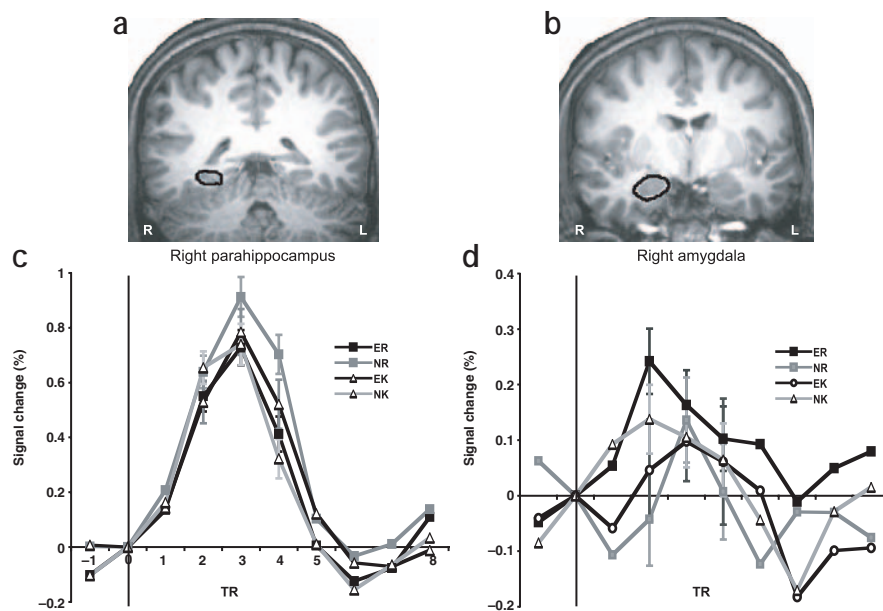 a
b
R
L
R
L
c
Right parahippocampus
d
Right amygdala
Signal change (%)
1
0.8
0.6
0.4
0.2
0
−0.2
−1
0
1
2
3
4
5
8
TR
ER
NR
EK
NK
Signal change (%)
0.4
0.3
0.2
0.1
0
−0.1
−0.2
TR
ER
NR
EK
NK